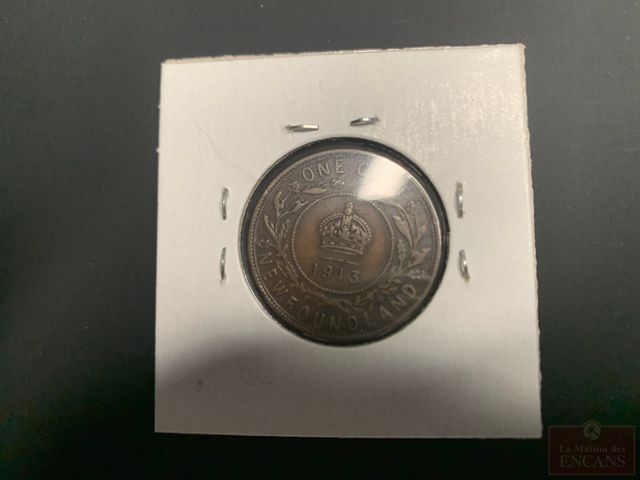 ONE C
1913
NEWFOUNDLAND
La Maison des
ENCANS